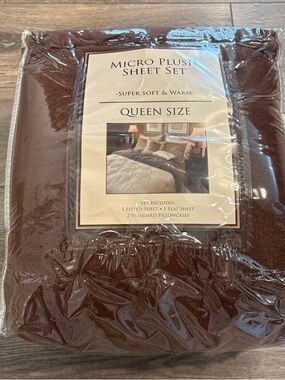 MICRO PLUSH
SHEET SET
·SUPER SOFT & WARM·
QUEEN SIZE
SET INCLUDES:
1 FITTED SHEET • 1 FLAT SHEET
2 STANDARD PILLOWCASES